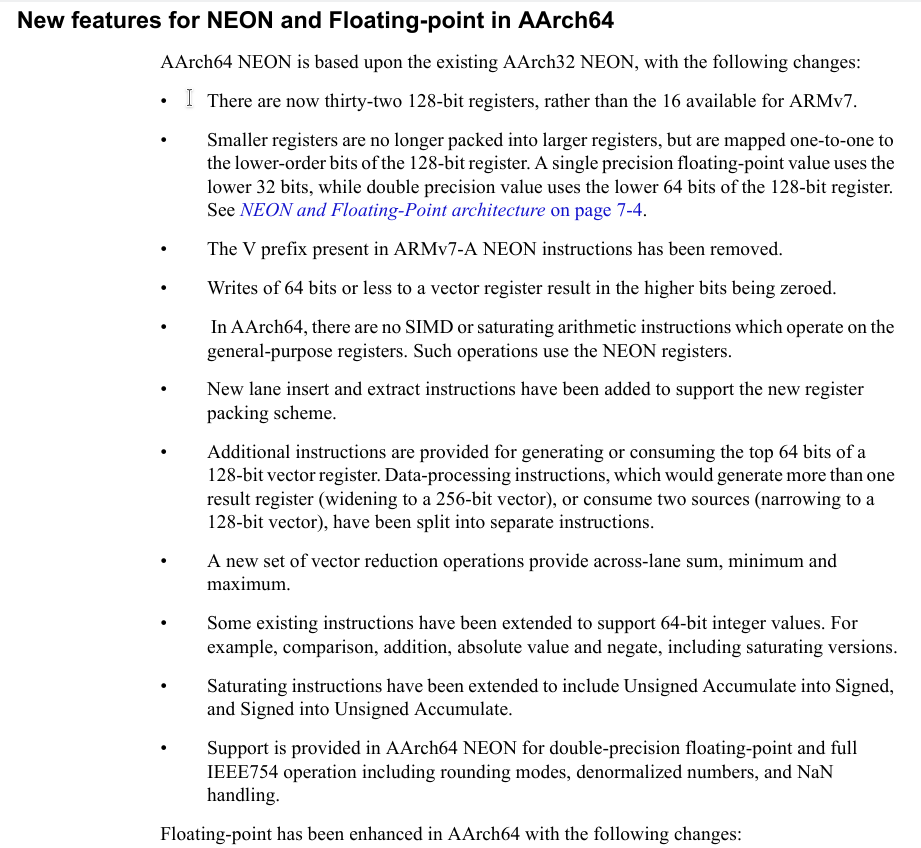 New features for NEON and Floating-point in AArch64
AArch64 NEON is based upon the existing AArch32 NEON, with the following changes:
• There are now thirty-two 128-bit registers, rather than the 16 available for ARMv7.
• Smaller registers are no longer packed into larger registers, but are mapped one-to-one to
the lower-order bits of the 128-bit register. A single precision floating-point value uses the
lower 32 bits, while double precision value uses the lower 64 bits of the 128-bit register.
See NEON and Floating-Point architecture on page 7-4.
• The V prefix present in ARMv7-A NEON instructions has been removed.
• Writes of 64 bits or less to a vector register result in the higher bits being zeroed.
• In AArch64, there are no SIMD or saturating arithmetic instructions which operate on the
general-purpose registers. Such operations use the NEON registers.
• New lane insert and extract instructions have been added to support the new register
packing scheme.
• Additional instructions are provided for generating or consuming the top 64 bits of a
128-bit vector register. Data-processing instructions, which would generate more than one
result register (widening to a 256-bit vector), or consume two sources (narrowing to a
128-bit vector), have been split into separate instructions.
• A new set of vector reduction operations provide across-lane sum, minimum and
maximum.
• Some existing instructions have been extended to support 64-bit integer values. For
example, comparison, addition, absolute value and negate, including saturating versions.
• Saturating instructions have been extended to include Unsigned Accumulate into Signed,
and Signed into Unsigned Accumulate.
• Support is provided in AArch64 NEON for double-precision floating-point and full
IEEE754 operation including rounding modes, denormalized numbers, and NaN
handling.
Floating-point has been enhanced in AArch64 with the following changes: